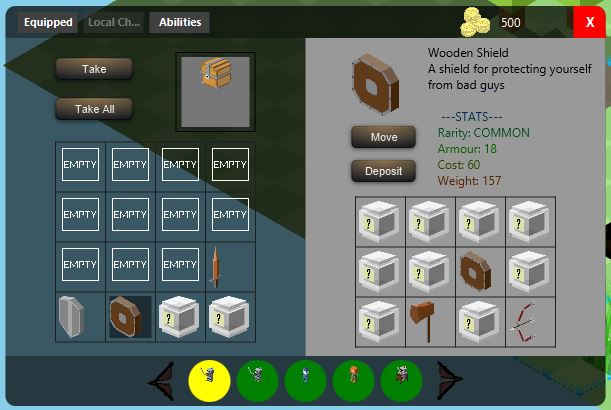 Equipped
Local Ch...
Abilities
500
X
Take
Take All
Wooden Shield
A shield for protecting yourself
from bad guys
---STATS---
Rarity: COMMON
Armour: 18
Cost: 60
Weight: 157
Move
Deposit
EMPTY EMPTY EMPTY EMPTY
EMPTY EMPTY EMPTY EMPTY
EMPTY EMPTY EMPTY
? ?
? ? ? ?
? ? ?
? ?